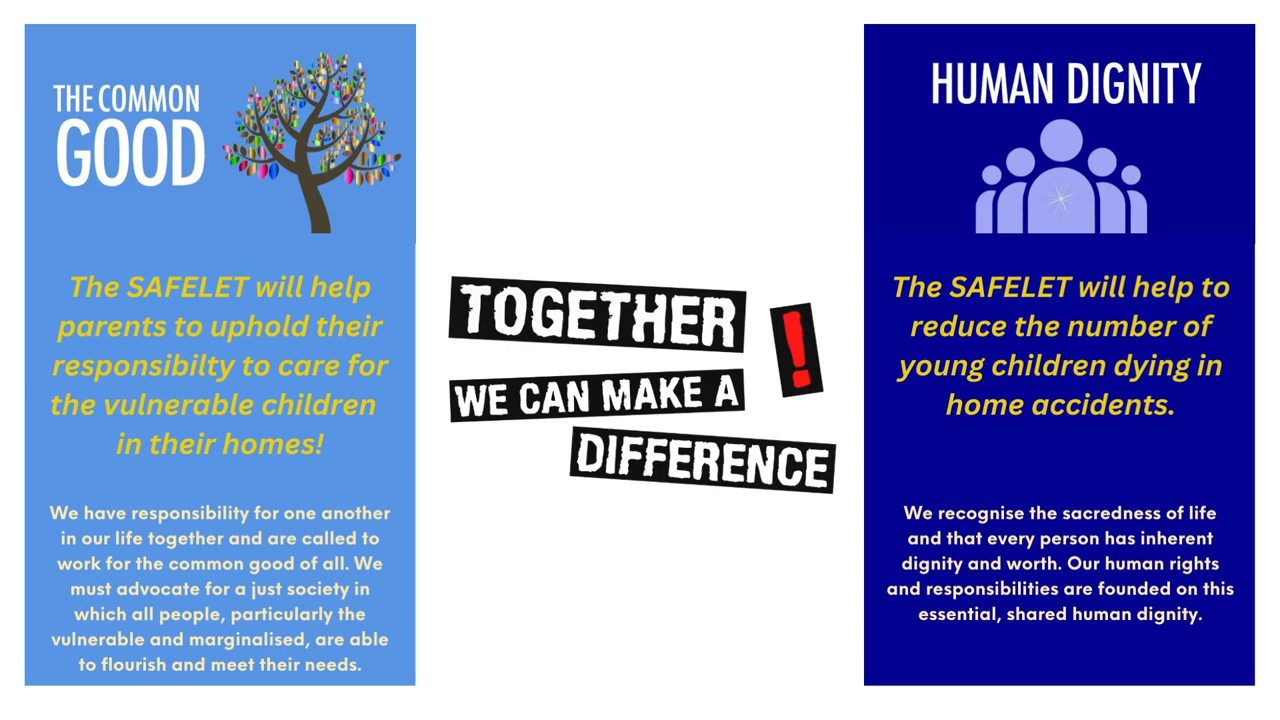 THE COMMON
GOOD
The SAFELET will help
parents to uphold their
responsibilty to care for
the vulnerable children
in their homes!
We have responsibility for one another
in our life together and are called to
work for the common good of all. We
must advocate for a just society in
which all people, particularly the
vulnerable and marginalised, are able
to flourish and meet their needs.
TOGETHER
!
WE CAN MAKE A
DIFFERENCE
HUMAN DIGNITY
The SAFELET will help to
reduce the number of
young children dying in
home accidents.
We recognise the sacredness of life
and that every person has inherent
dignity and worth. Our human rights
and responsibilities are founded on this
essential, shared human dignity.